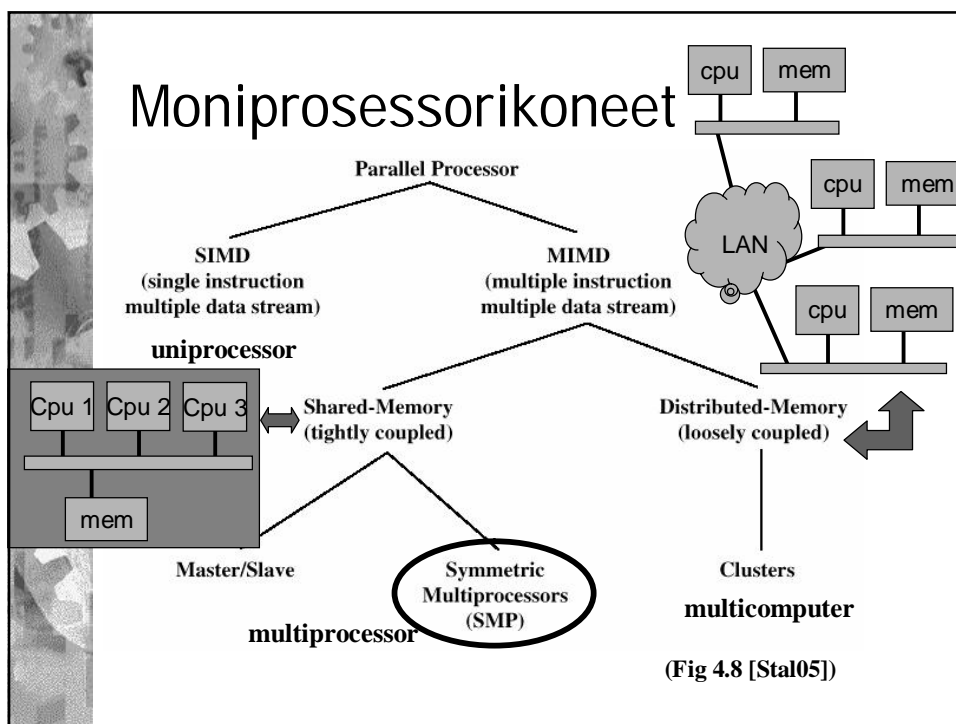 Moniprosessorikoneet
cpu
mem
cpu
mem
LAN
cpu
mem
Parallel Processor
SIMD
(single instruction
multiple data stream)
MIMD
(multiple instruction
multiple data stream)
uniprocessor
Cpu 1
Cpu 2
Cpu 3
mem
Shared-Memory
(tightly coupled)
Distributed-Memory
(loosely coupled)
Master/Slave
Symmetric
Multiprocessors
(SMP)
Clusters
multiprocessor
multicomputer
(Fig 4.8 [Stal05])